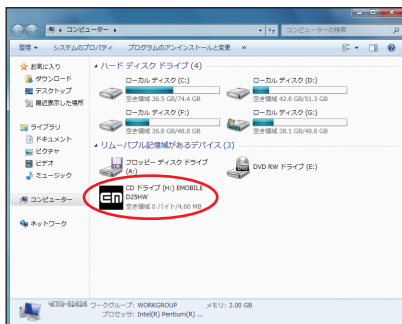 コンピューター
コンピューターの検索
整理 システムのプロパティ プログラムのアンインストールと変更 »
お気に入り
ダウンロード
デスクトップ
最近表示した場所
ライブラリ
ドキュメント
ピクチャ
ビデオ
ミュージック
コンピューター
ネットワーク
ハード ディスク ドライブ (4)
ローカル ディスク (C:)
空き領域 36.5 GB/74.4 GB
ローカル ディスク (D:)
空き領域 42.8 GB/51.3 GB
ローカル ディスク (F:)
空き領域 36.8 GB/48.8 GB
ローカル ディスク (G:)
空き領域 38.1 GB/48.8 GB
リムーバブル記憶域があるデバイス (3)
フロッピー ディスク ドライブ
(A:)
DVD RW ドライブ (E:)
CD ドライブ (H:) EMOBILE
D25HW
空き領域 0 バイト/4.60 MB
ワークグループ: WORKGROUP メモリ: 2.00 GB
プロセッサ: Intel(R) Pentium(R) ...